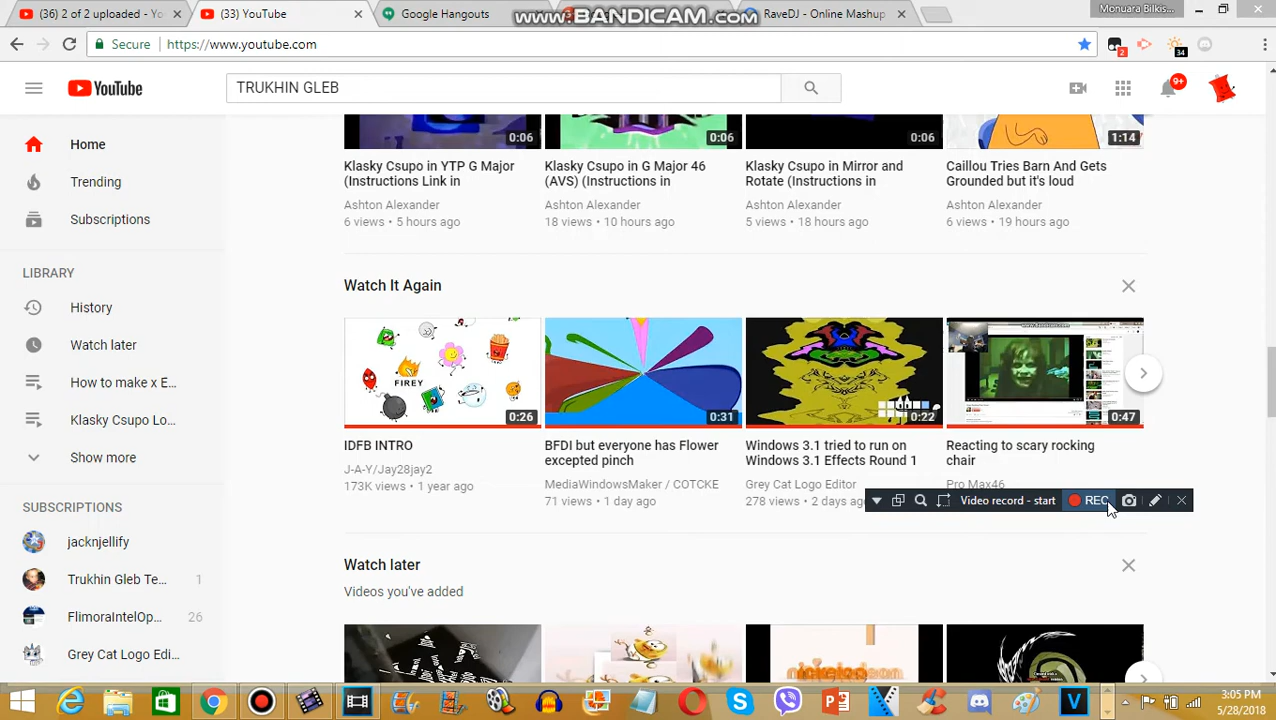 (36) 2 of 2 uploaded - Yo
(33) YouTube
Google Hangouts
RaveDJ - Online Mashup
www.BANDICAM.com
Monuara Bilkis...
Secure
https://www.youtube.com
2
34
YouTube
TRUKHIN GLEB
9+
Home
Trending
Subscriptions
LIBRARY
History
Watch later
How to make x E...
Klasky Csupo Lo...
Show more
SUBSCRIPTIONS
jacknjellify
Trukhin Gleb Te...
1
FlimoraIntelOp...
26
Grey Cat Logo Edi...
0:06
0:06
0:06
1:14
Klasky Csupo in YTP G Major (Instructions Link in
Ashton Alexander
6 views • 5 hours ago
Klasky Csupo in G Major 46 (AVS) (Instructions in
Ashton Alexander
18 views • 10 hours ago
Klasky Csupo in Mirror and Rotate (Instructions in
Ashton Alexander
5 views • 18 hours ago
Caillou Tries Barn And Gets Grounded but it's loud
Ashton Alexander
6 views • 19 hours ago
Watch It Again
0:26
0:31
0:22
0:47
IDFB INTRO
J-A-Y/Jay28jay2
173K views • 1 year ago
BFDI but everyone has Flower excepted pinch
MediaWindowsMaker / COTCKE
71 views • 1 day ago
Windows 3.1 tried to run on Windows 3.1 Effects Round 1
Grey Cat Logo Editor
278 views • 2 days ago
Reacting to scary rocking chair
Pro Max46
Video record - start
REC
Watch later
Videos you've added
nickelodeon
3:05 PM
5/28/2018